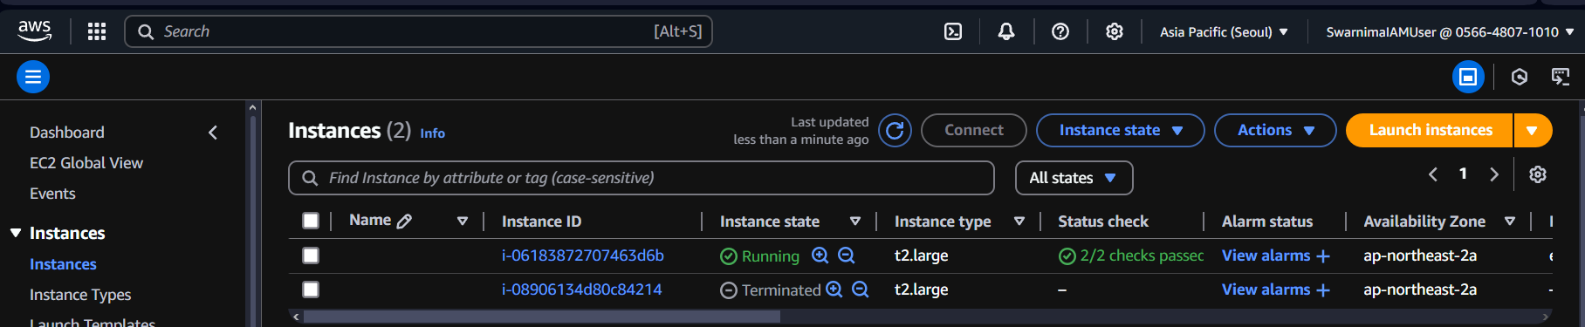 aws
Search [Alt+S]
Asia Pacific (Seoul) ▼
SwarnimaIAMUser @ 0566-4807-1010 ▼
Dashboard
EC2 Global View
Events
▼ Instances
Instances
Instance Types
Launch Templates
Instances (2) Info
Last updated
less than a minute ago
Connect
Instance state ▼
Actions ▼
Launch instances ▼
Find Instance by attribute or tag (case-sensitive)
All states ▼
1
Name Instance ID Instance state Instance type Status check Alarm status Availability Zone
i-06183872707463d6b Running t2.large 2/2 checks passec View alarms + ap-northeast-2a
i-08906134d80c84214 Terminated t2.large – View alarms + ap-northeast-2a